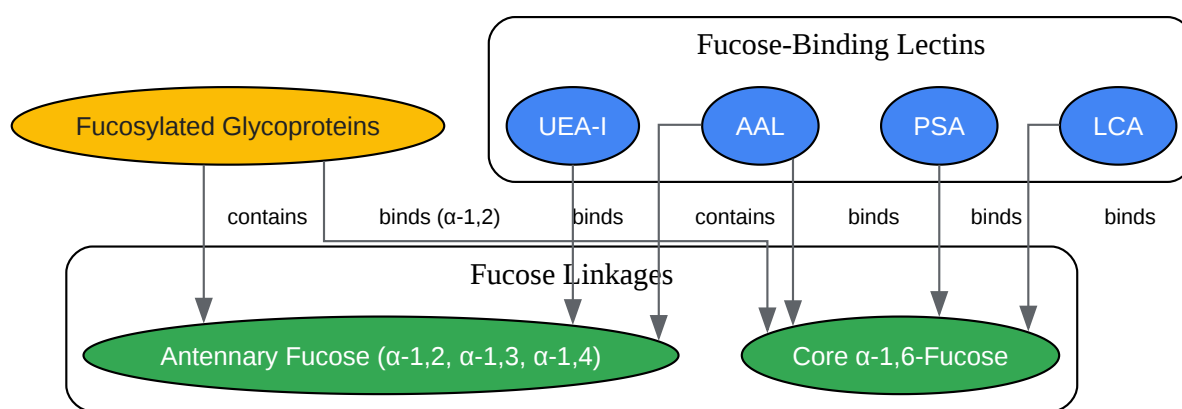 Fucose-Binding Lectins
Fucosylated Glycoproteins
UEA-I
AAL
PSA
LCA
contains
binds (α-1,2)
binds
contains
binds
binds
binds
Fucose Linkages
Antennary Fucose (α-1,2, α-1,3, α-1,4)
Core α-1,6-Fucose